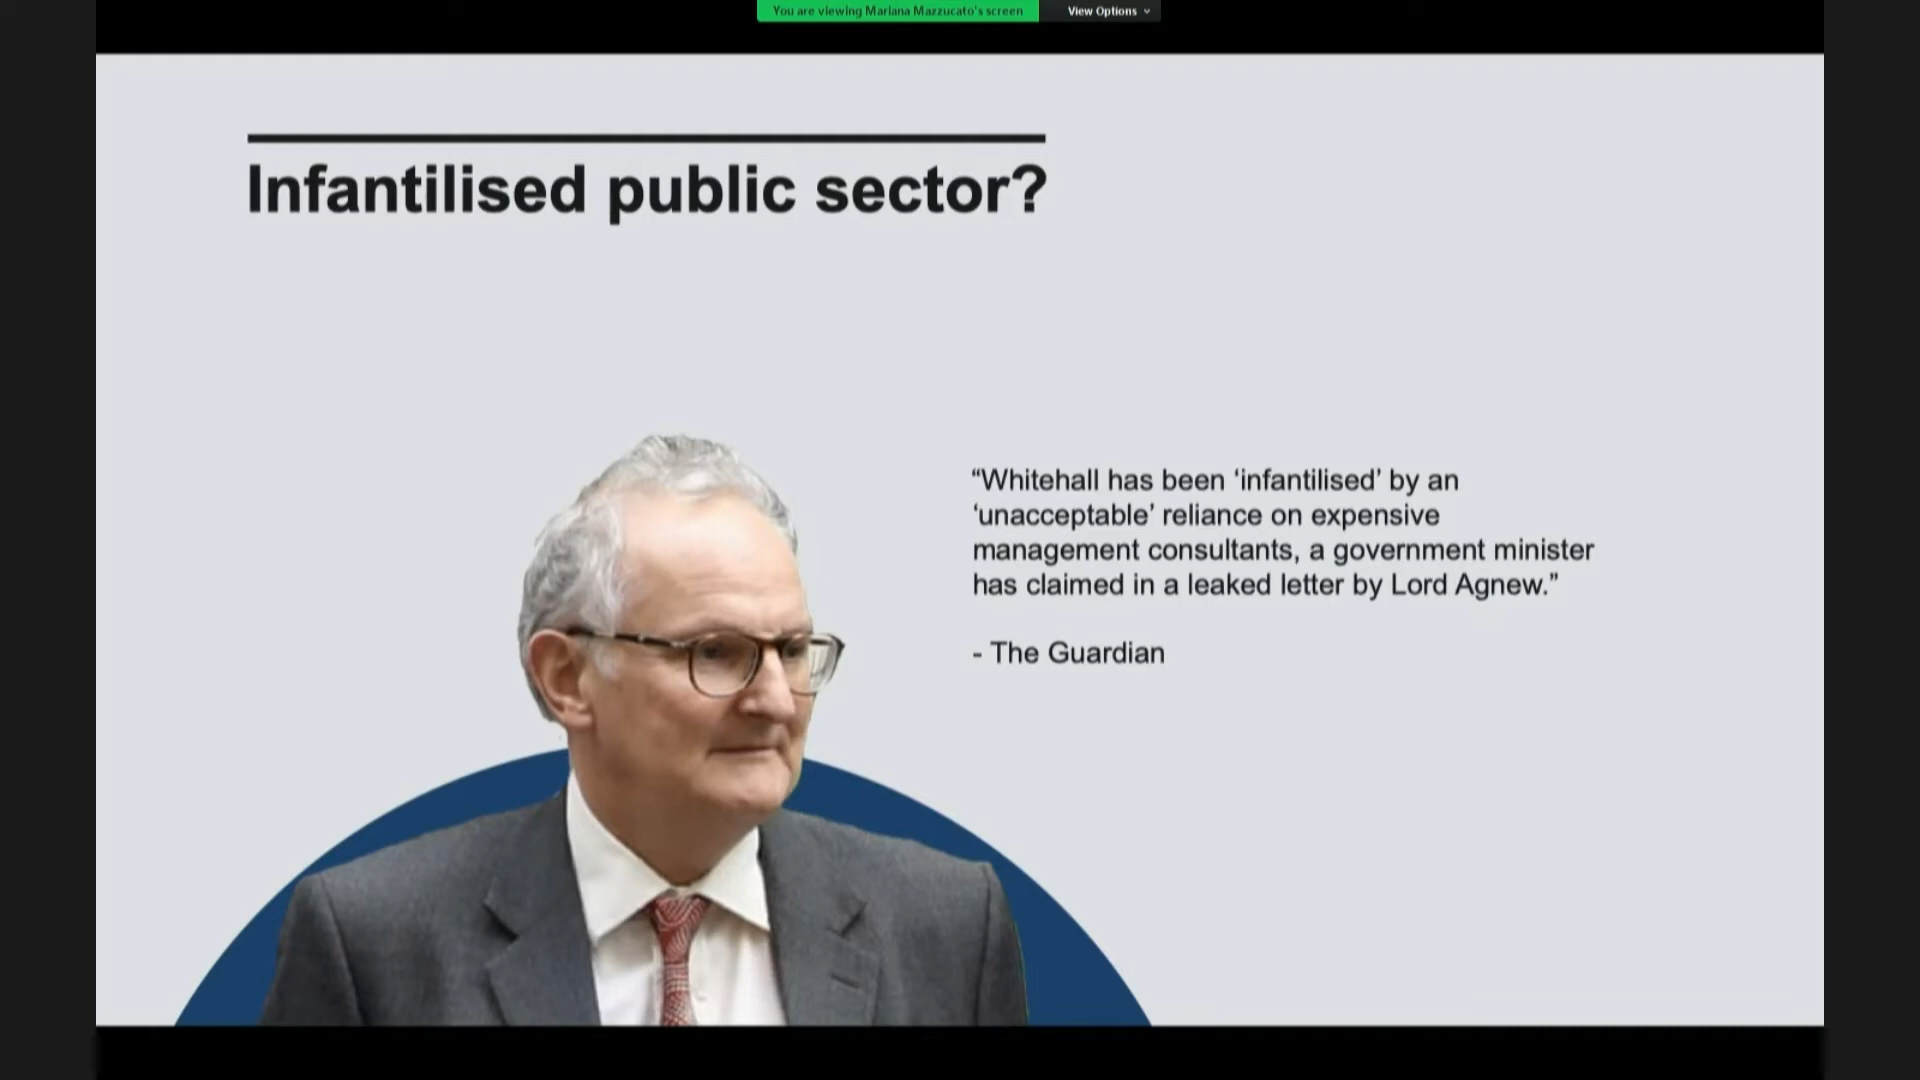 You are viewing Mariana Mazzucato's screen
View Options
Infantilised public sector?
“Whitehall has been ‘infantilised’ by an
‘unacceptable’ reliance on expensive
management consultants, a government minister
has claimed in a leaked letter by Lord Agnew.”
- The Guardian